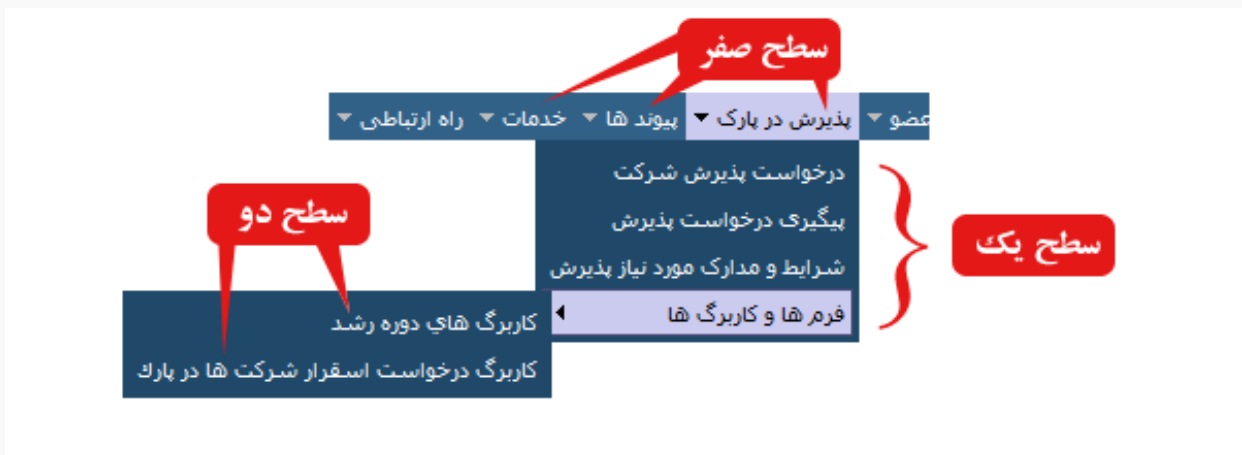 سطح صفر
عضو پذیرش در پارک پیوند ها خدمات راه ارتباطی
درخواست پذیرش شرکت
پیگیری درخواست پذیرش
شرایط و مدارک مورد نیاز پذیرش
فرم ها و کاربرگ ها
سطح یک
سطح دو
کاربرگ هاي دوره رشد
کاربرگ درخواست اسقرار شرکت ها در پارك